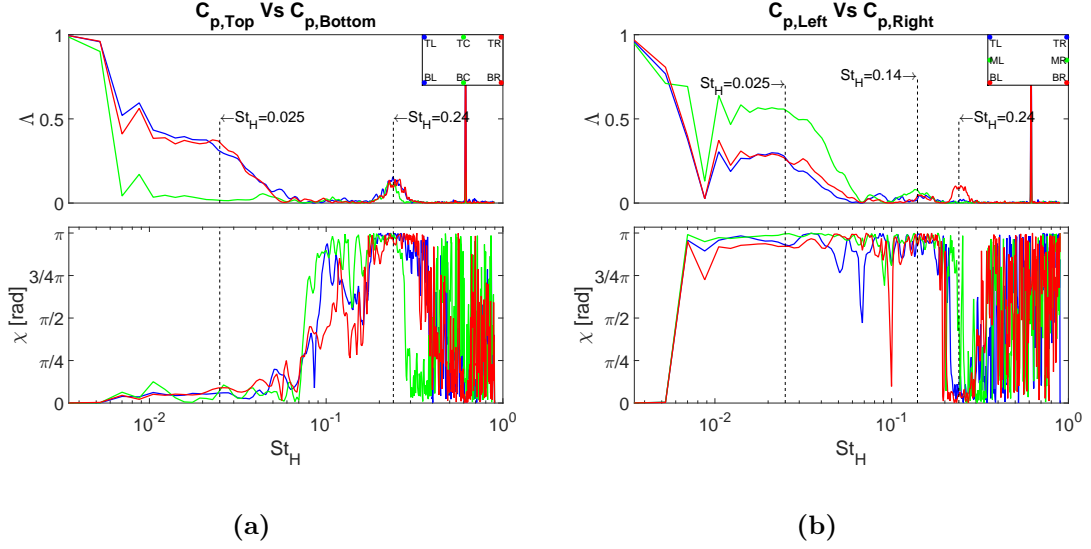 C_p,Top Vs C_p,Bottom
TL TC TR
BL BC BR
1
0.5
0
Λ
←St_H=0.025
←St_H=0.24
π
3/4π
π/2
π/4
0
χ [rad]
10^-2 10^-1 10^0
St_H
(a)
C_p,Left Vs C_p,Right
TL TR
ML MR
BL BR
1
0.5
0
Λ
St_H=0.025→
St_H=0.14→
←St_H=0.24
π
3/4π
π/2
π/4
0
χ [rad]
10^-2 10^-1 10^0
St_H
(b)